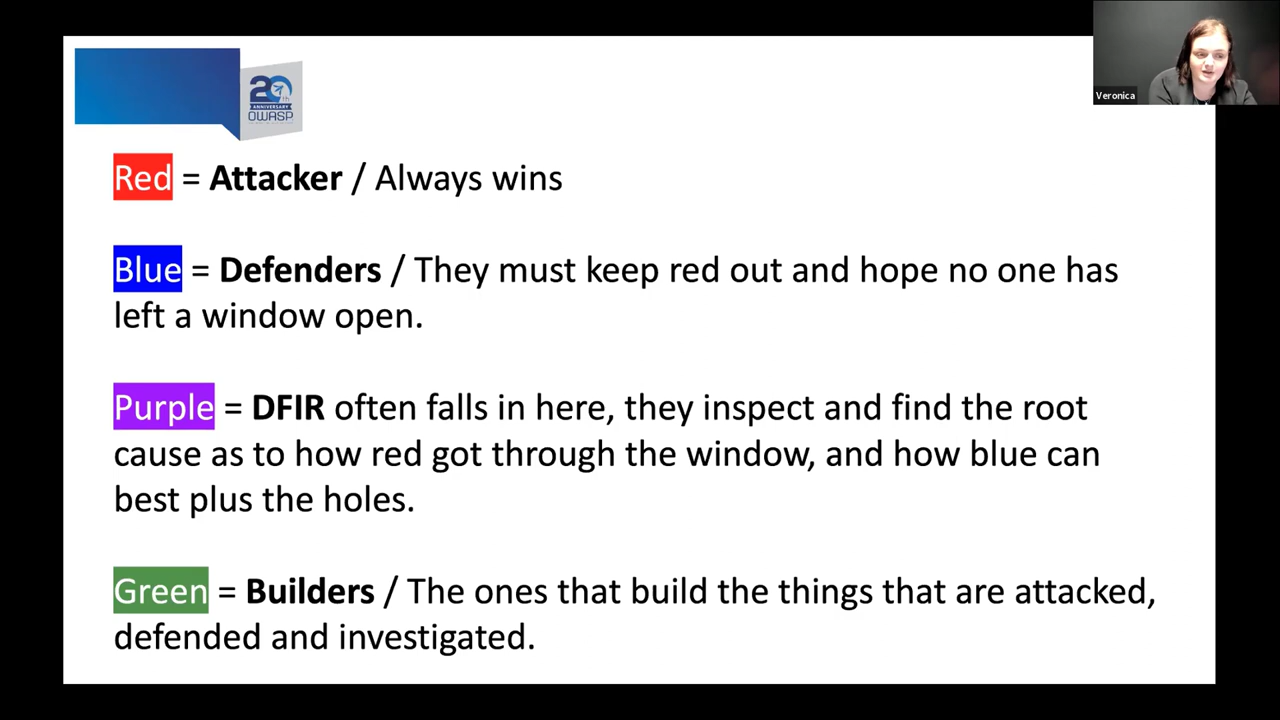 Veronica
20th
ANNIVERSARY
OWASP
Red = Attacker / Always wins
Blue = Defenders / They must keep red out and hope no one has
left a window open.
Purple = DFIR often falls in here, they inspect and find the root
cause as to how red got through the window, and how blue can
best plus the holes.
Green = Builders / The ones that build the things that are attacked,
defended and investigated.